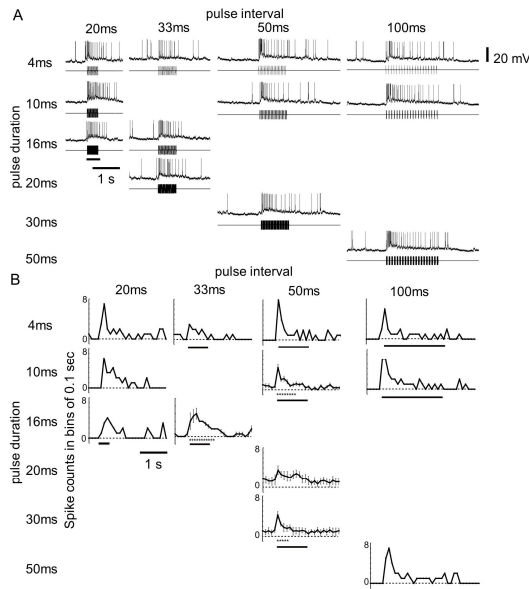 A
pulse interval
20ms 33ms 50ms 100ms
4ms
20 mV
10ms
16ms
20ms
30ms
50ms
pulse duration
1 s
B
pulse interval
20ms 33ms 50ms 100ms
4ms
10ms
16ms
20ms
30ms
50ms
pulse duration
Spike counts in bins of 0.1 sec
8
0
8
0
8
0
1 s
8
0
8
0
8
0